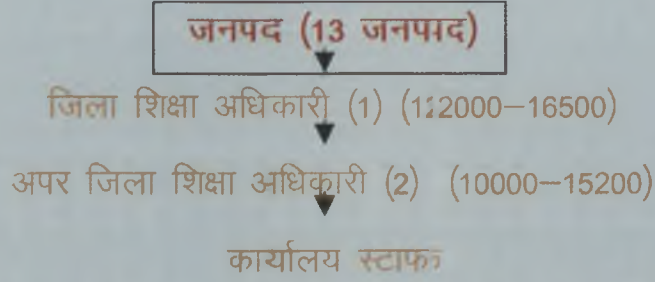 जनपद (13 जनपद)
जिला शिक्षा अधिकारी (1) (12000–16500)
अपर जिला शिक्षा अधिकारी (2) (10000–15200)
कार्यालय स्टाफ